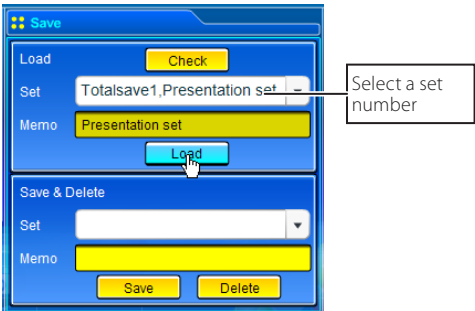 Save
Load
Check
Set
Totalsave1,Presentation set
Select a set
number
Memo
Presentation set
Load
Save & Delete
Set
Memo
Save
Delete